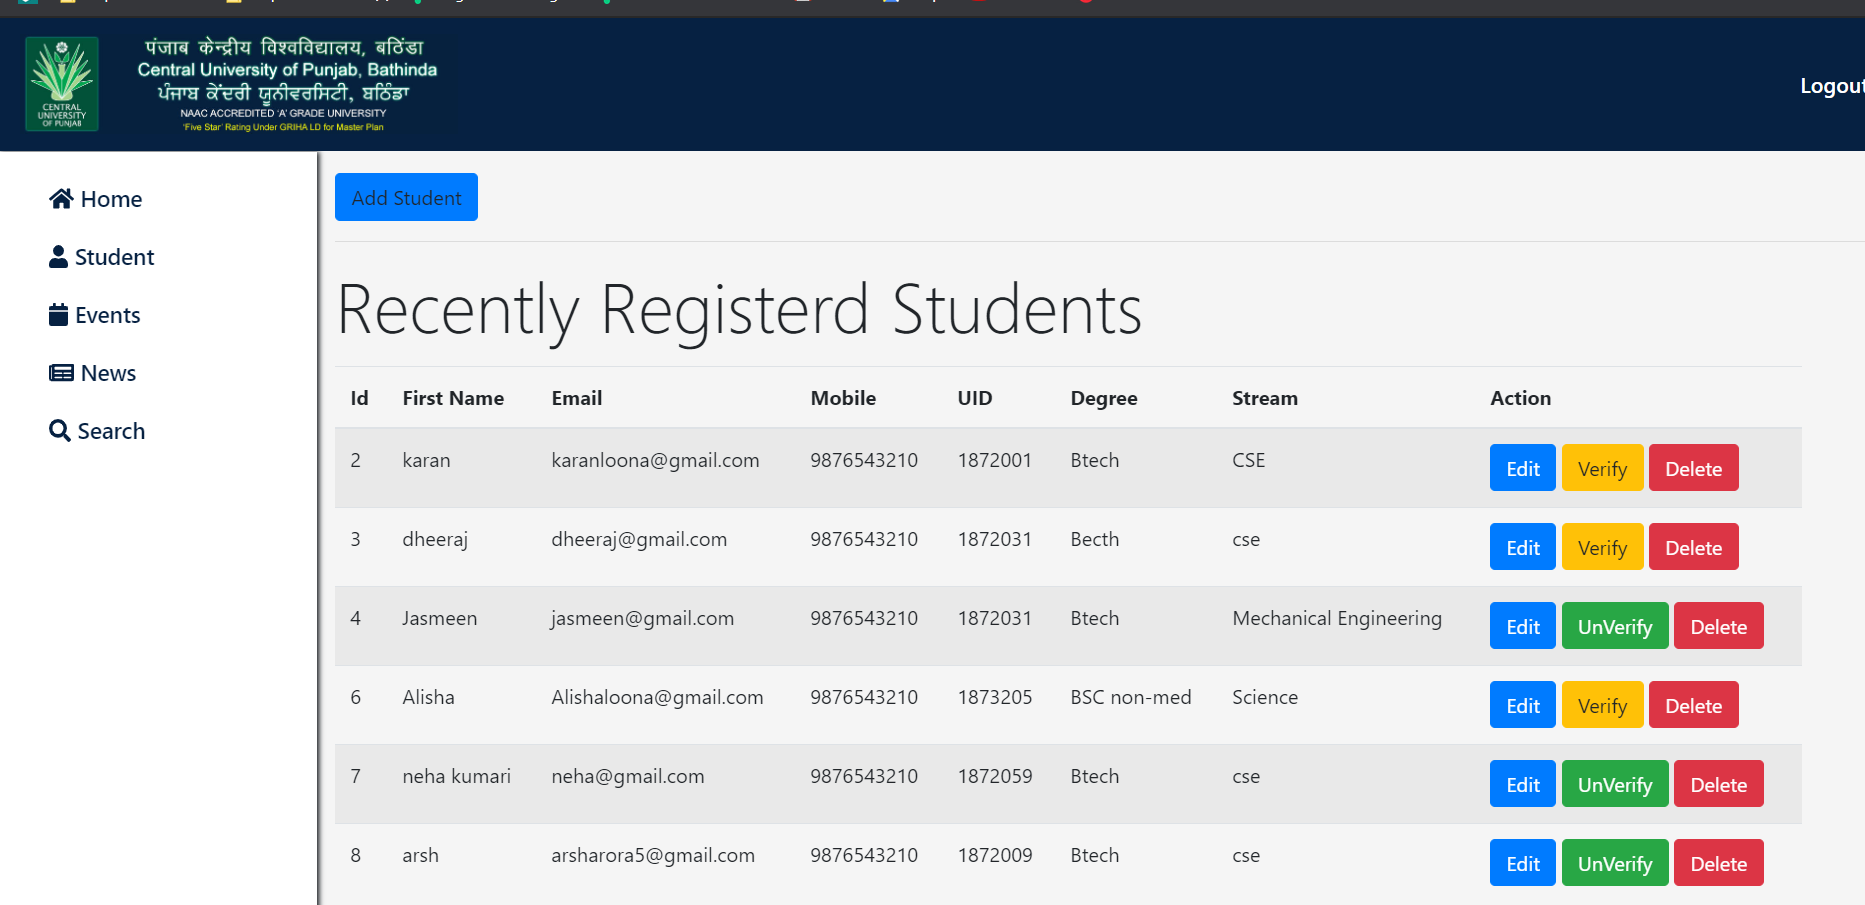 CENTRAL
UNIVERSITY
OF PUNJAB
पंजाब केन्द्रीय विश्वविद्यालय, बठिंडा
Central University of Punjab, Bathinda
ਪੰਜਾਬ ਕੇਂਦਰੀ ਯੂਨੀਵਰਸਿਟੀ, ਬਠਿੰਡਾ
NAAC ACCREDITED 'A' GRADE UNIVERSITY
'Five Star' Rating Under GRIHA LD for Master Plan
Logout
Home
Student
Events
News
Search
Add Student
Recently Registerd Students
Id First Name Email Mobile UID Degree Stream Action
2 karan karanloona@gmail.com 9876543210 1872001 Btech CSE Edit Verify Delete
3 dheeraj dheeraj@gmail.com 9876543210 1872031 Becth cse Edit Verify Delete
4 Jasmeen jasmeen@gmail.com 9876543210 1872031 Btech Mechanical Engineering Edit UnVerify Delete
6 Alisha Alishaloona@gmail.com 9876543210 1873205 BSC non-med Science Edit Verify Delete
7 neha kumari neha@gmail.com 9876543210 1872059 Btech cse Edit UnVerify Delete
8 arsh arsharora5@gmail.com 9876543210 1872009 Btech cse Edit UnVerify Delete